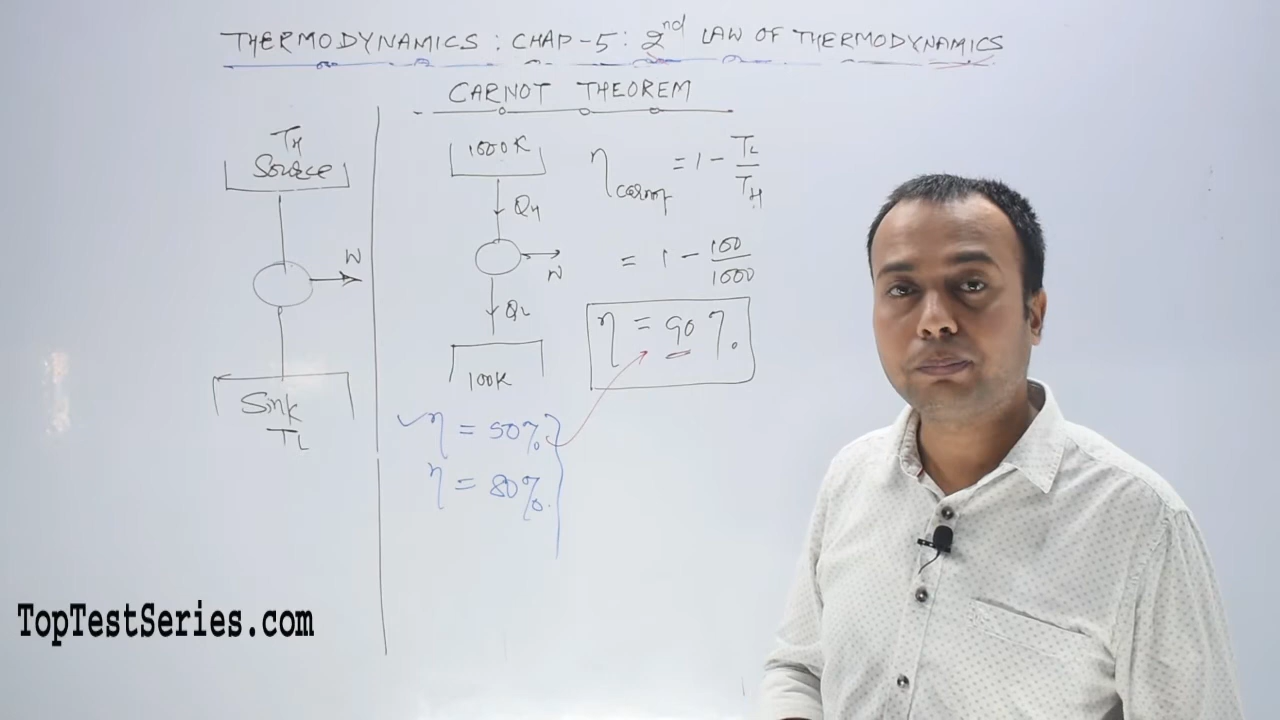 THERMODYNAMICS : CHAP-5 : 2nd LAW OF THERMODYNAMICS
CARNOT THEOREM
TH
Source
W
Sink
TL
1000K
QH
W
QL
100K
η = 50%
η = 80%
ηcarnot = 1 - TL/TH
= 1 - 100/1000
η = 90%.
TopTestSeries.com